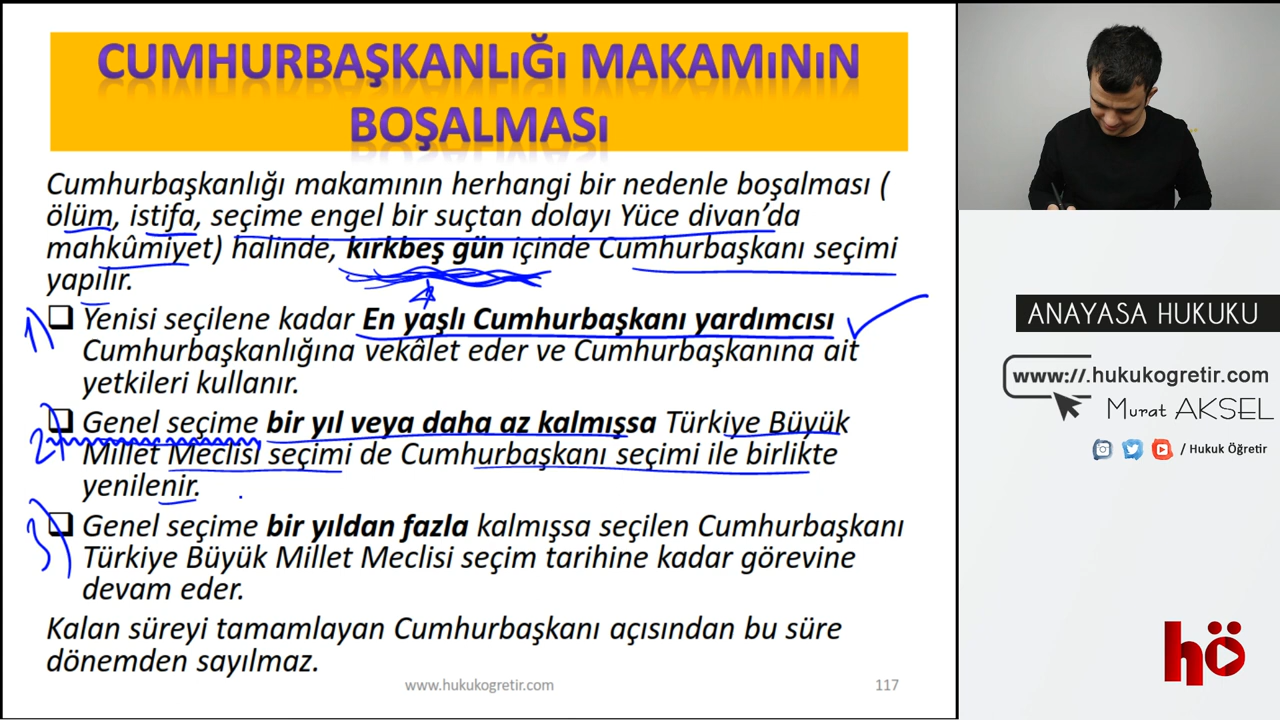 CUMHURBAŞKANLıĞı MAKAMıNıN
BOŞALMASı
Cumhurbaşkanlığı makamının herhangi bir nedenle boşalması (
ölüm, istifa, seçime engel bir suçtan dolayı Yüce divan’da
mahkûmiyet) halinde, kırkbeş gün içinde Cumhurbaşkanı seçimi
yapılır.
1) Yenisi seçilene kadar En yaşlı Cumhurbaşkanı yardımcısı
Cumhurbaşkanlığına vekâlet eder ve Cumhurbaşkanına ait
yetkileri kullanır.
2) Genel seçime bir yıl veya daha az kalmışsa Türkiye Büyük
Millet Meclisi seçimi de Cumhurbaşkanı seçimi ile birlikte
yenilenir.
3) Genel seçime bir yıldan fazla kalmışsa seçilen Cumhurbaşkanı
Türkiye Büyük Millet Meclisi seçim tarihine kadar görevine
devam eder.
Kalan süreyi tamamlayan Cumhurbaşkanı açısından bu süre
dönemden sayılmaz.
www.hukukogretir.com
117
ANAYASA HUKUKU
www://.hukukogretir.com
Murat AKSEL
/ Hukuk Öğretir
hö